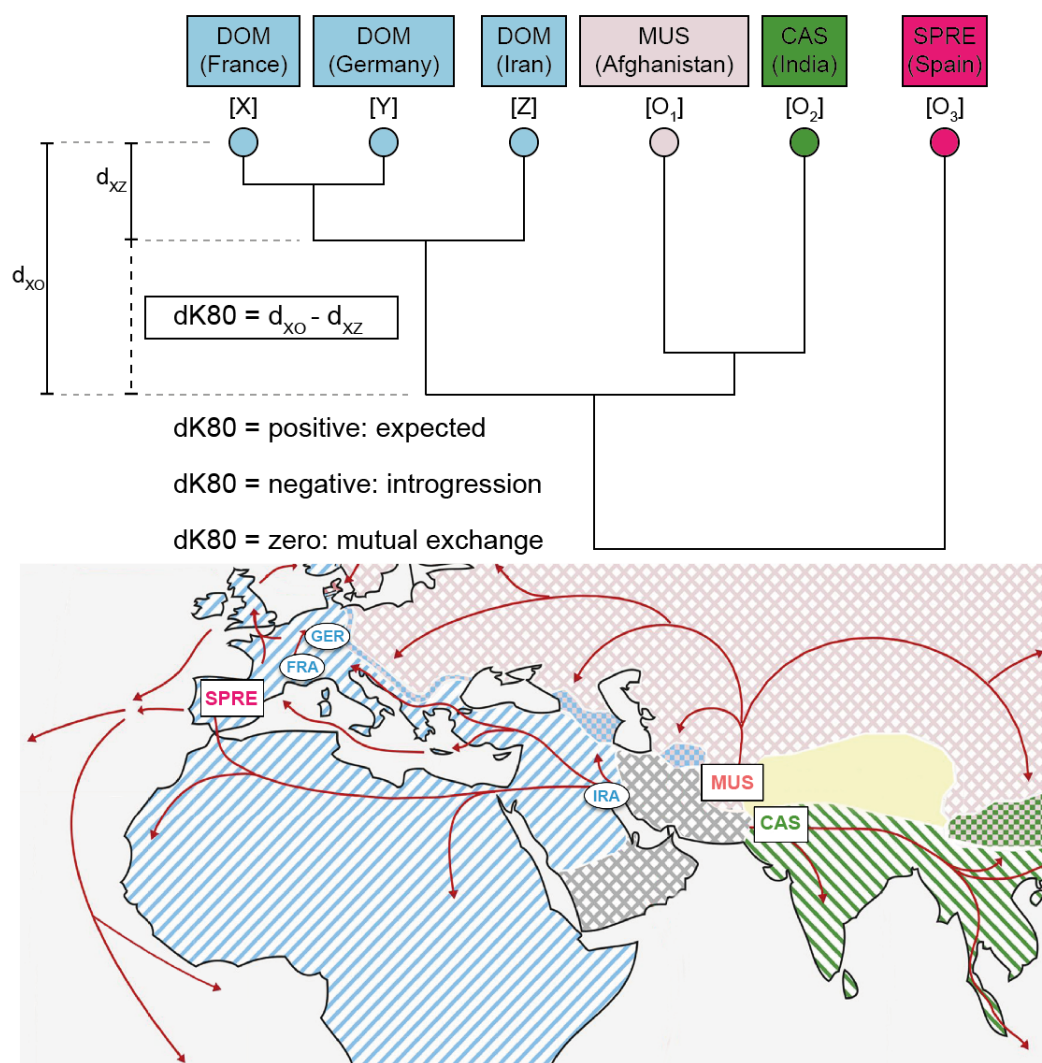 DOM DOM DOM MUS CAS SPRE
(France) (Germany) (Iran) (Afghanistan) (India) (Spain)
[X] [Y] [Z] [O₁] [O₂] [O₃]
dXZ
dXO
dK80 = dXO - dXZ
dK80 = positive: expected
dK80 = negative: introgression
dK80 = zero: mutual exchange
GER
FRA
SPRE
IRA
MUS
CAS